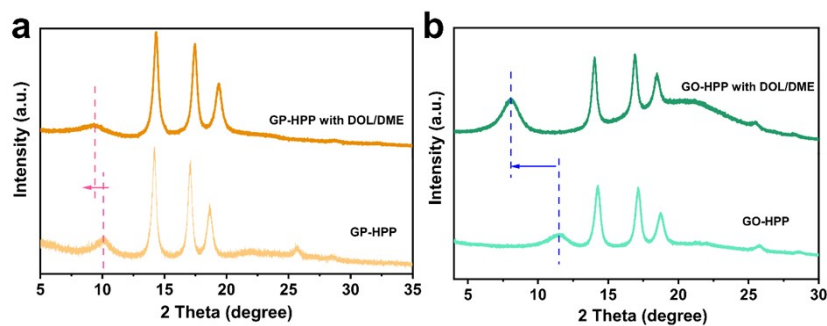 a
GP-HPP with DOL/DME
GP-HPP
Intensity (a.u.)
5 10 15 20 25 30 35
2 Theta (degree)
b
GO-HPP with DOL/DME
GO-HPP
Intensity (a.u.)
5 10 15 20 25 30
2 Theta (degree)